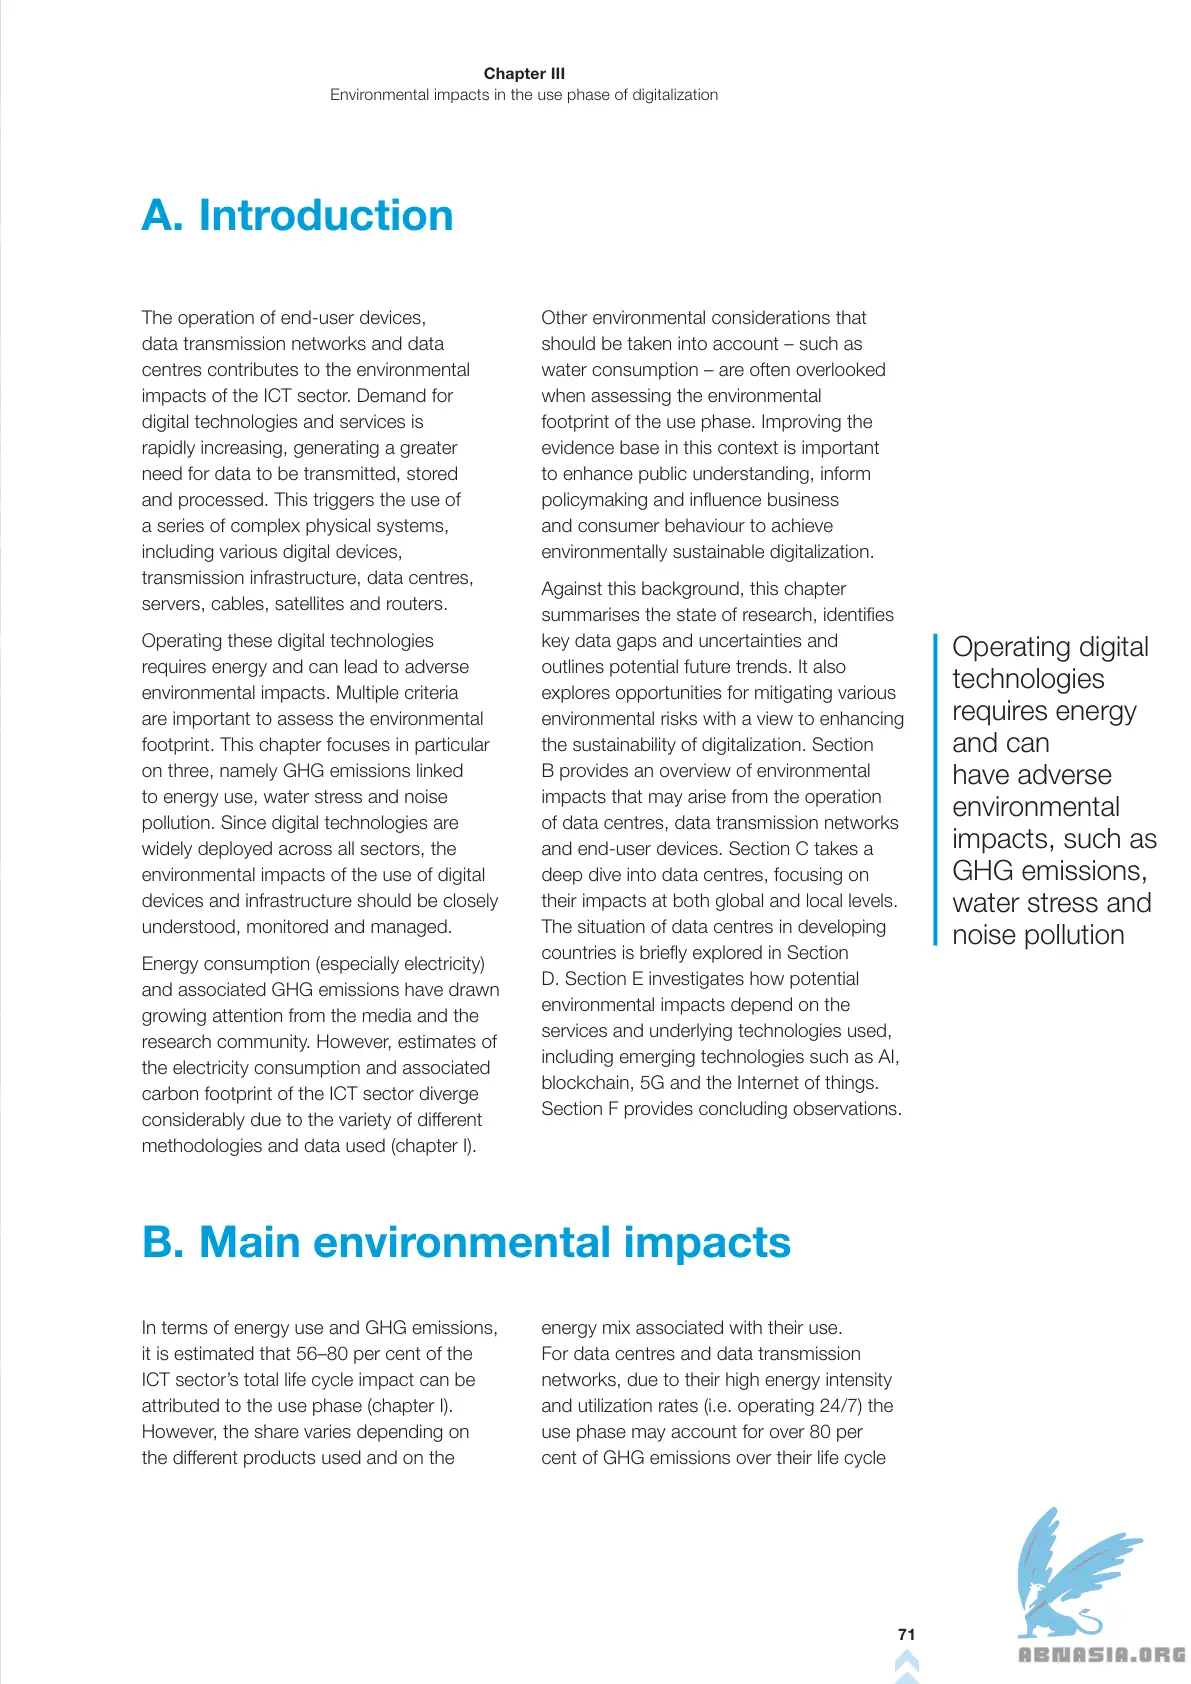 Chapter III
Environmental impacts in the use phase of digitalization
A. Introduction
The operation of end-user devices,
data transmission networks and data
centres contributes to the environmental
impacts of the ICT sector. Demand for
digital technologies and services is
rapidly increasing, generating a greater
need for data to be transmitted, stored
and processed. This triggers the use of
a series of complex physical systems,
including various digital devices,
transmission infrastructure, data centres,
servers, cables, satellites and routers.
Operating these digital technologies
requires energy and can lead to adverse
environmental impacts. Multiple criteria
are important to assess the environmental
footprint. This chapter focuses in particular
on three, namely GHG emissions linked
to energy use, water stress and noise
pollution. Since digital technologies are
widely deployed across all sectors, the
environmental impacts of the use of digital
devices and infrastructure should be closely
understood, monitored and managed.
Energy consumption (especially electricity)
and associated GHG emissions have drawn
growing attention from the media and the
research community. However, estimates of
the electricity consumption and associated
carbon footprint of the ICT sector diverge
considerably due to the variety of different
methodologies and data used (chapter I).
Other environmental considerations that
should be taken into account – such as
water consumption – are often overlooked
when assessing the environmental
footprint of the use phase. Improving the
evidence base in this context is important
to enhance public understanding, inform
policymaking and influence business
and consumer behaviour to achieve
environmentally sustainable digitalization.
Against this background, this chapter
summarises the state of research, identifies
key data gaps and uncertainties and
outlines potential future trends. It also
explores opportunities for mitigating various
environmental risks with a view to enhancing
the sustainability of digitalization. Section
B provides an overview of environmental
impacts that may arise from the operation
of data centres, data transmission networks
and end-user devices. Section C takes a
deep dive into data centres, focusing on
their impacts at both global and local levels.
The situation of data centres in developing
countries is briefly explored in Section
D. Section E investigates how potential
environmental impacts depend on the
services and underlying technologies used,
including emerging technologies such as AI,
blockchain, 5G and the Internet of things.
Section F provides concluding observations.
Operating digital
technologies
requires energy
and can
have adverse
environmental
impacts, such as
GHG emissions,
water stress and
noise pollution
B. Main environmental impacts
In terms of energy use and GHG emissions,
it is estimated that 56–80 per cent of the
ICT sector's total life cycle impact can be
attributed to the use phase (chapter I).
However, the share varies depending on
the different products used and on the
energy mix associated with their use.
For data centres and data transmission
networks, due to their high energy intensity
and utilization rates (i.e. operating 24/7) the
use phase may account for over 80 per
cent of GHG emissions over their life cycle
71
ABNASIA.ORG